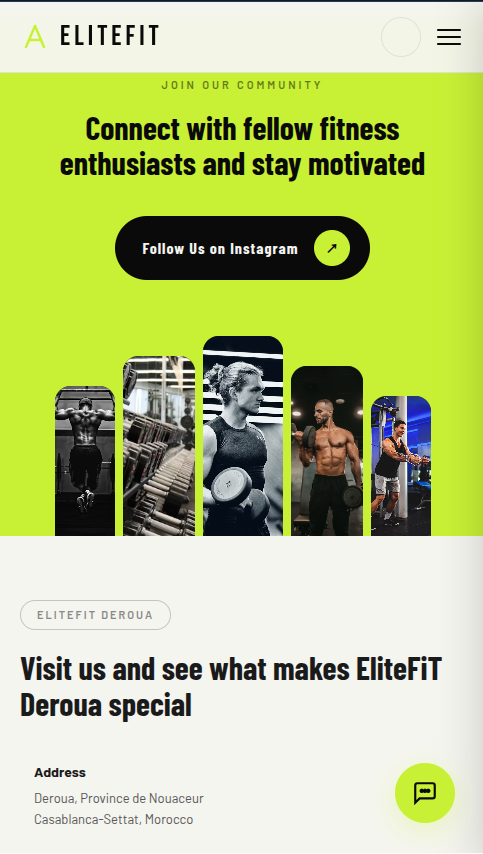 ELITEFIT
JOIN OUR COMMUNITY
Connect with fellow fitness
enthusiasts and stay motivated
Follow Us on Instagram ↗
ELITEFIT DEROUA
Visit us and see what makes EliteFiT
Deroua special
Address
Deroua, Province de Nouaceur
Casablanca-Settat, Morocco